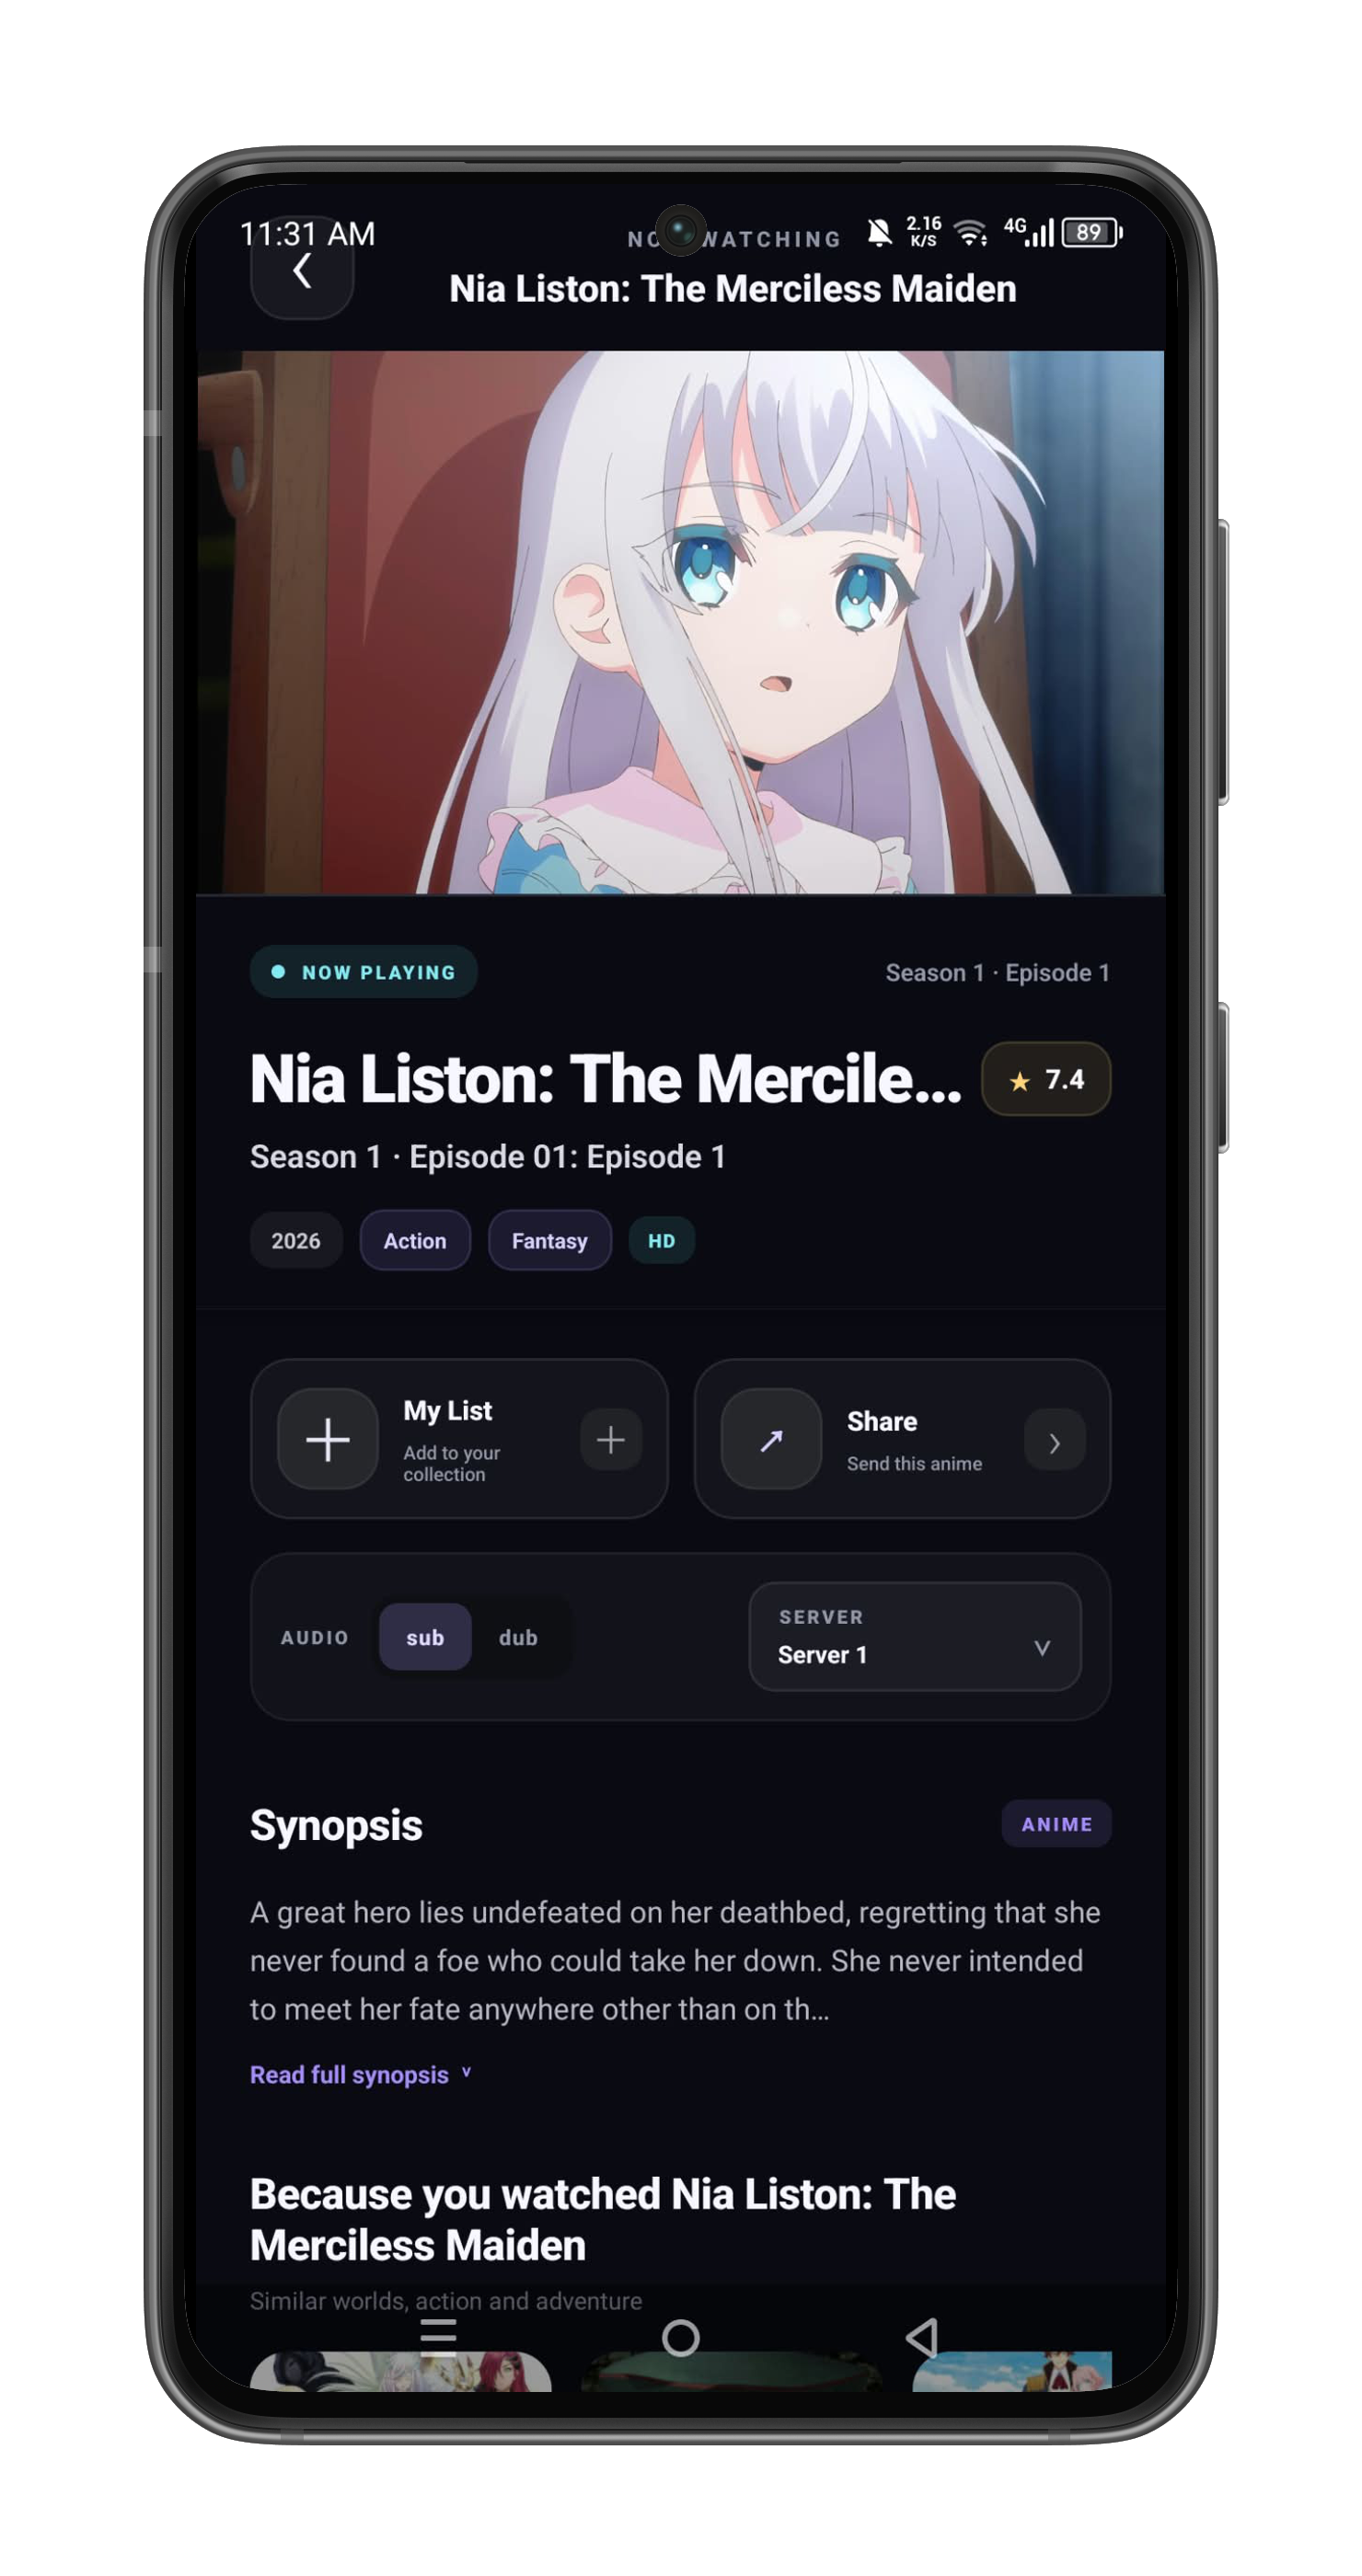 11:31 AM
WATCHING
2.16
K/S
4G
89
Nia Liston: The Merciless Maiden
NOW PLAYING
Season 1 · Episode 1
Nia Liston: The Mercile...
★ 7.4
Season 1 · Episode 01: Episode 1
2026
Action
Fantasy
HD
My List
Add to your
collection
Share
Send this anime
AUDIO
sub
dub
SERVER
Server 1
Synopsis
ANIME
A great hero lies undefeated on her deathbed, regretting that she
never found a foe who could take her down. She never intended
to meet her fate anywhere other than on th...
Read full synopsis
Because you watched Nia Liston: The
Merciless Maiden
Similar worlds, action and adventure